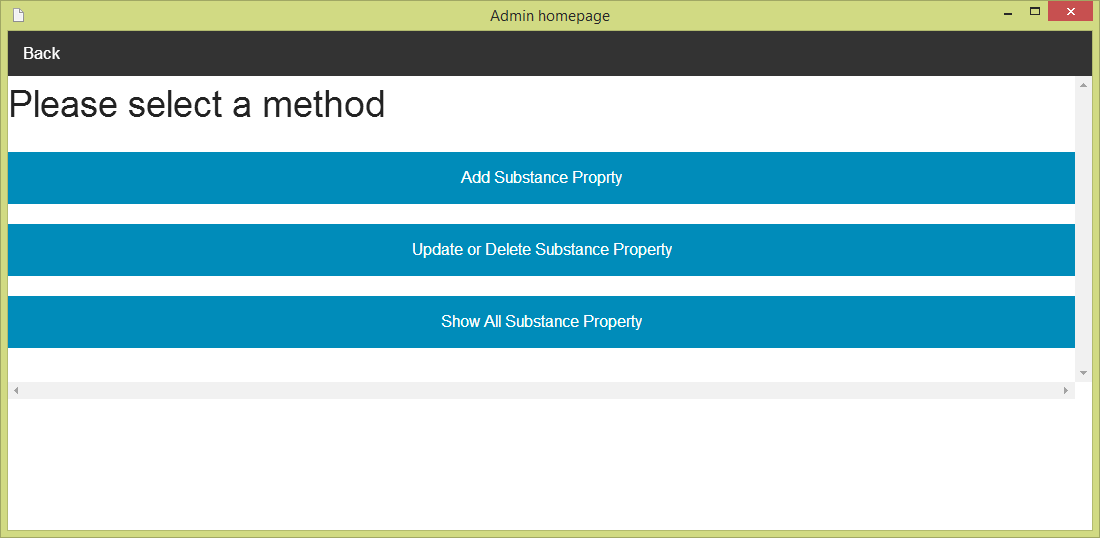 Admin homepage
Back
Please select a method
Add Substance Proprty
Update or Delete Substance Property
Show All Substance Property